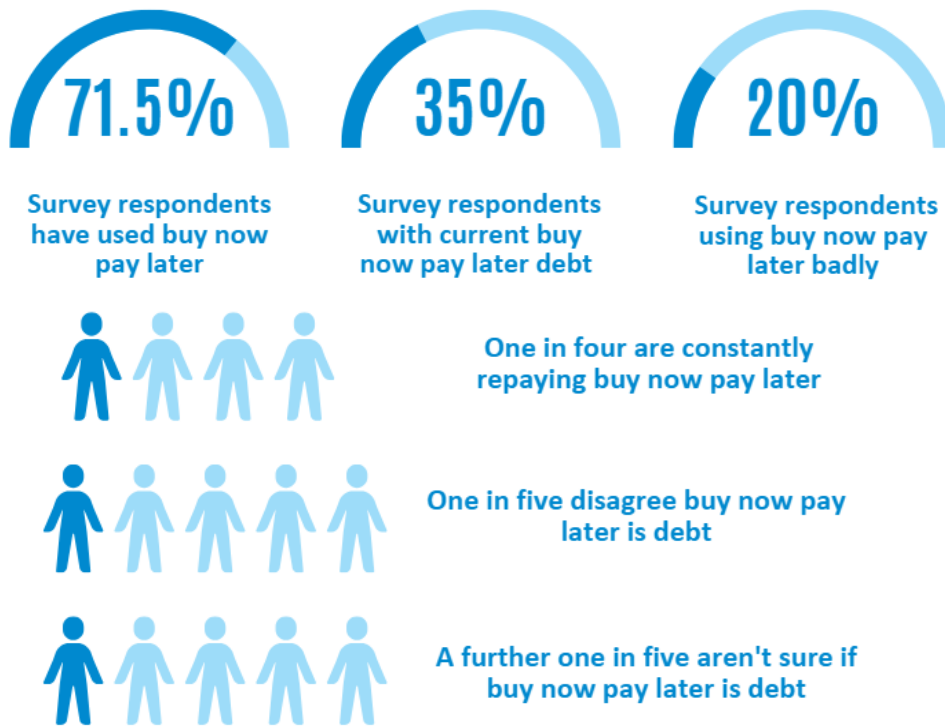 71.5%
35%
20%
Survey respondents
have used buy now
pay later
Survey respondents
with current buy
now pay later debt
Survey respondents
using buy now pay
later badly
One in four are constantly
repaying buy now pay later
One in five disagree buy now pay
later is debt
A further one in five aren't sure if
buy now pay later is debt